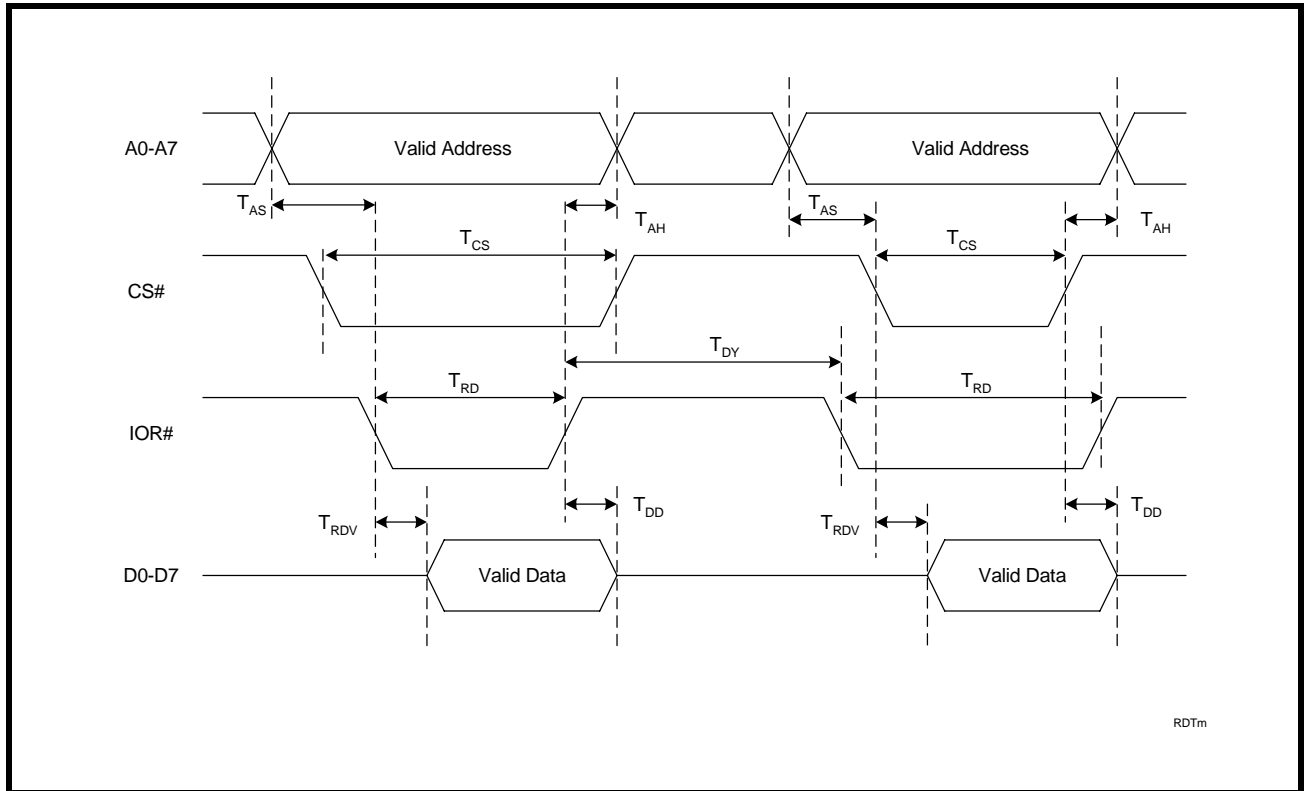 A0-A7
Valid Address
Valid Address
TAS
TAH
TAS
TAH
TCS
TCS
CS#
TDY
TRD
TRD
IOR#
TRDV
TDD
TRDV
TDD
D0-D7
Valid Data
Valid Data
RDTm